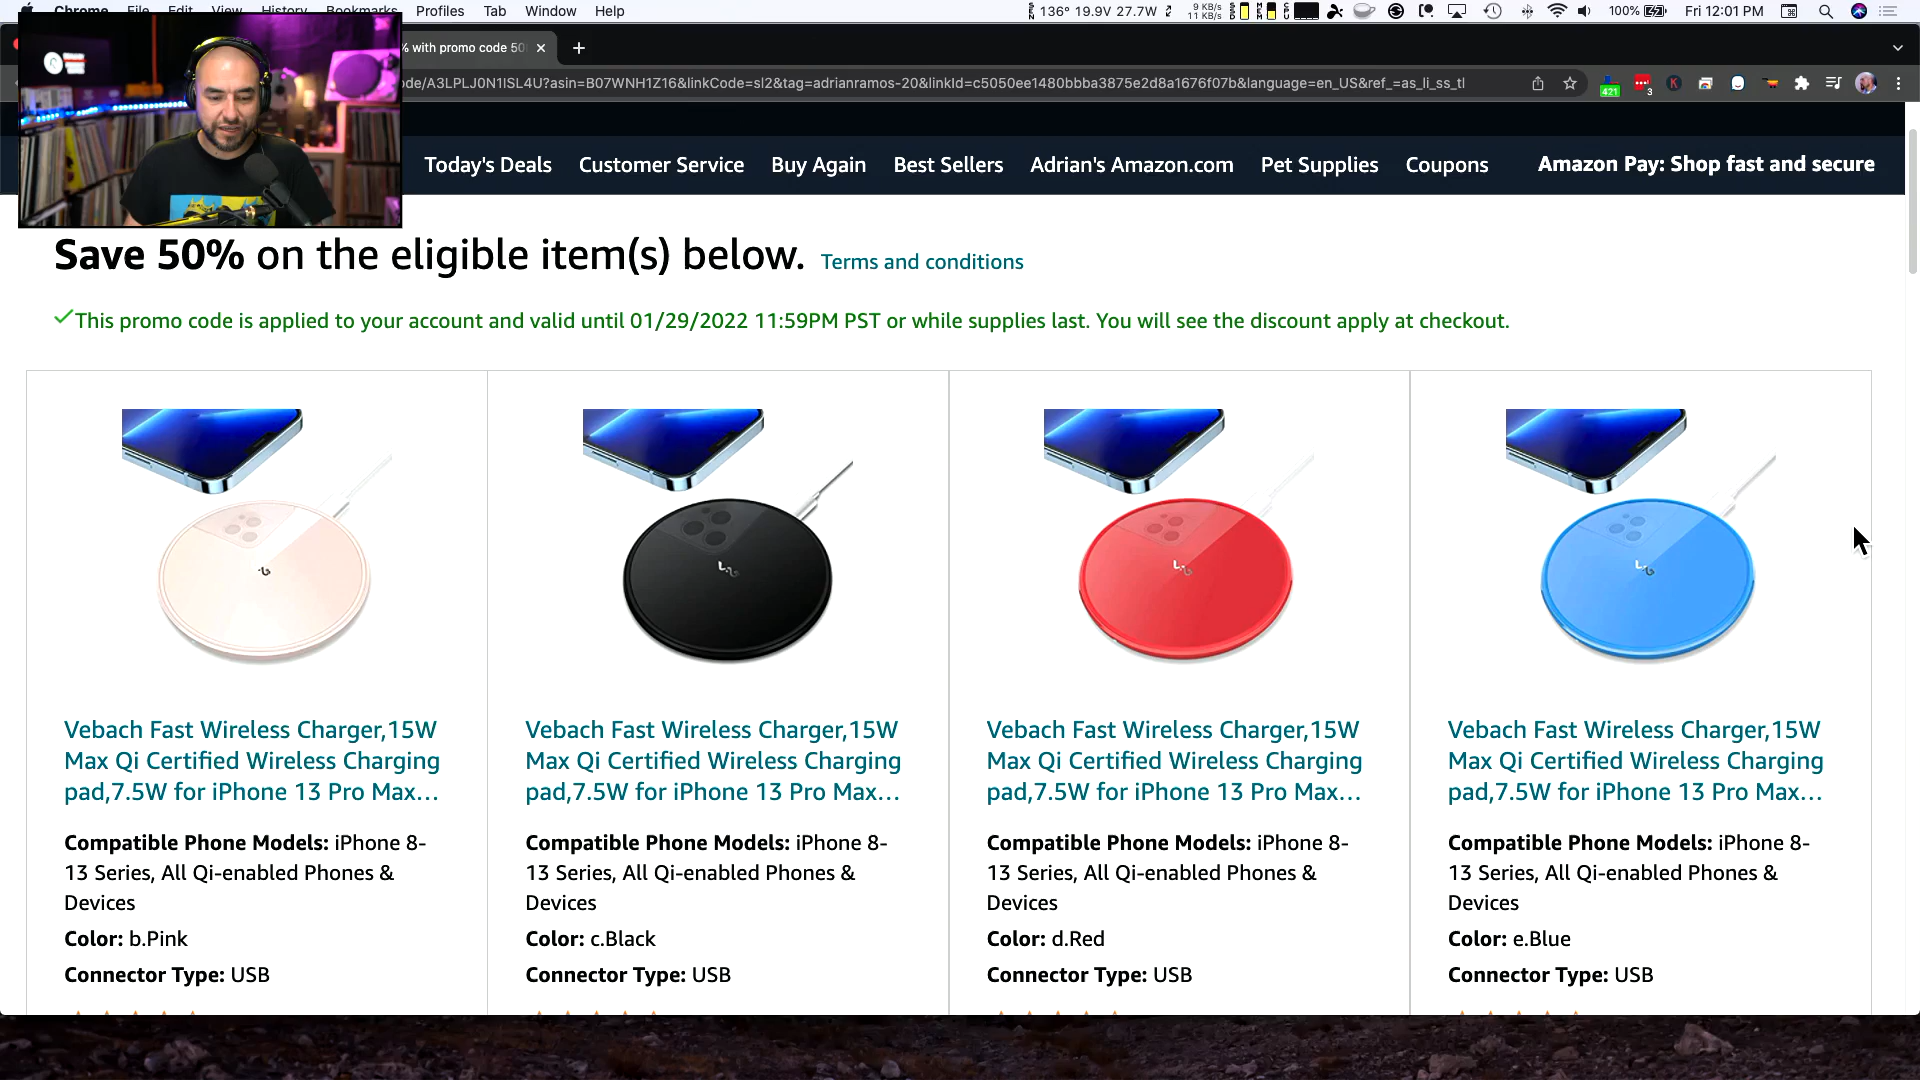 Chrome File Edit View History Bookmarks Profiles Tab Window Help
136° 19.9V 27.7W 9 KB/s 11 KB/s 100% Fri 12:01 PM
% with promo code 50
ode/A3LPLJ0N1ISL4U?asin=B07WNH1Z16&linkCode=sl2&tag=adrianramos-20&linkId=c5050ee1480bbba3875e2d8a1676f07b&language=en_US&ref_=as_li_ss_tl
421 3
Today's Deals Customer Service Buy Again Best Sellers Adrian's Amazon.com Pet Supplies Coupons Amazon Pay: Shop fast and secure
Save 50% on the eligible item(s) below. Terms and conditions
This promo code is applied to your account and valid until 01/29/2022 11:59PM PST or while supplies last. You will see the discount apply at checkout.
Vebach Fast Wireless Charger,15W
Max Qi Certified Wireless Charging
pad,7.5W for iPhone 13 Pro Max…
Compatible Phone Models: iPhone 8-
13 Series, All Qi-enabled Phones &
Devices
Color: b.Pink
Connector Type: USB
Vebach Fast Wireless Charger,15W
Max Qi Certified Wireless Charging
pad,7.5W for iPhone 13 Pro Max…
Compatible Phone Models: iPhone 8-
13 Series, All Qi-enabled Phones &
Devices
Color: c.Black
Connector Type: USB
Vebach Fast Wireless Charger,15W
Max Qi Certified Wireless Charging
pad,7.5W for iPhone 13 Pro Max…
Compatible Phone Models: iPhone 8-
13 Series, All Qi-enabled Phones &
Devices
Color: d.Red
Connector Type: USB
Vebach Fast Wireless Charger,15W
Max Qi Certified Wireless Charging
pad,7.5W for iPhone 13 Pro Max…
Compatible Phone Models: iPhone 8-
13 Series, All Qi-enabled Phones &
Devices
Color: e.Blue
Connector Type: USB